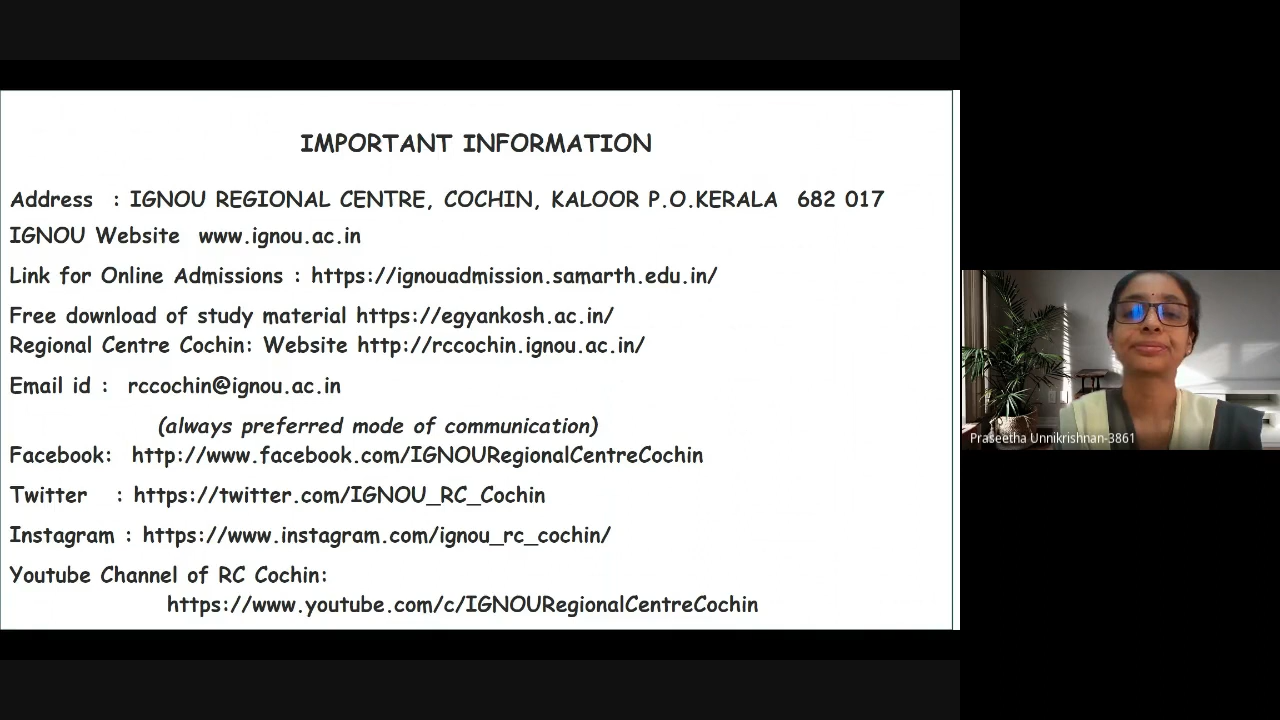 IMPORTANT INFORMATION
Address : IGNOU REGIONAL CENTRE, COCHIN, KALOOR P.O.KERALA 682 017
IGNOU Website www.ignou.ac.in
Link for Online Admissions : https://ignouadmission.samarth.edu.in/
Free download of study material https://egyankosh.ac.in/
Regional Centre Cochin: Website http://rccochin.ignou.ac.in/
Email id : rccochin@ignou.ac.in
(always preferred mode of communication)
Facebook: http://www.facebook.com/IGNOURegionalCentreCochin
Twitter : https://twitter.com/IGNOU_RC_Cochin
Instagram : https://www.instagram.com/ignou_rc_cochin/
Youtube Channel of RC Cochin:
https://www.youtube.com/c/IGNOURegionalCentreCochin
Praseetha Unnikrishnan-3861